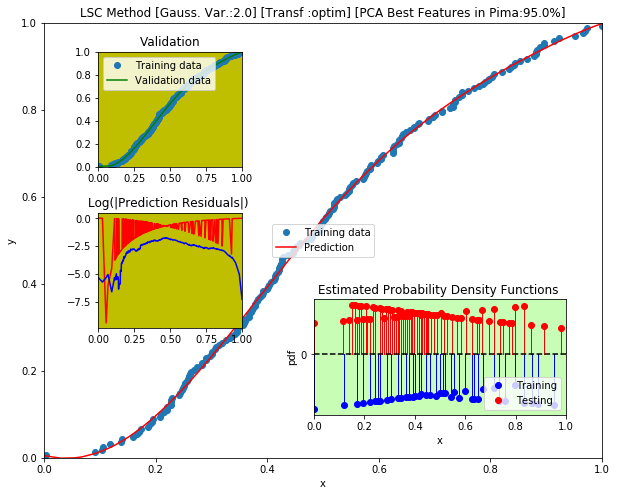 LSC Method [Gauss. Var.:2.0] [Transf :optim] [PCA Best Features in Pima:95.0%]
1.0
0.8
0.6
0.4
0.2
0.0
y
0.0 0.2 0.4 0.6 0.8 1.0
x
Validation
1.0
0.8
0.6
0.4
0.2
0.0
Training data
Validation data
0.00 0.25 0.50 0.75 1.00
Log(|Prediction Residuals|)
0.0
−2.5
−5.0
−7.5
0.00 0.25 0.50 0.75 1.00
Training data
Prediction
Estimated Probability Density Functions
pdf
0
Training
Testing
0.0 0.2 0.4 0.6 0.8 1.0
x